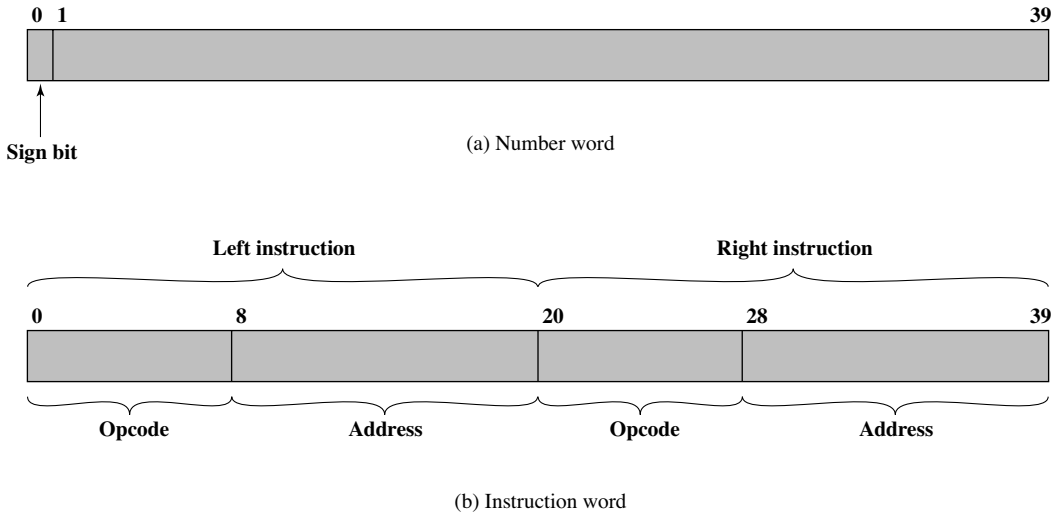 0 1 39
Sign bit
(a) Number word
Left instruction Right instruction
0 8 20 28 39
Opcode Address Opcode Address
(b) Instruction word